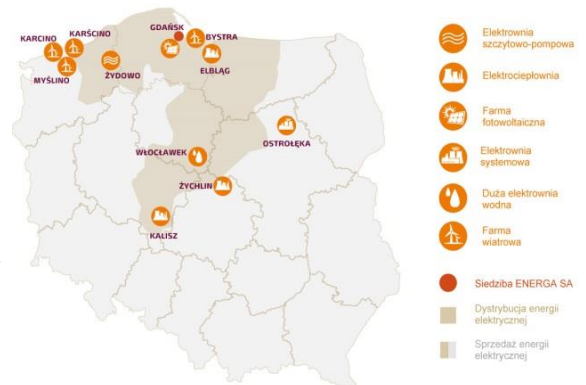 GDAŃSK
KARCINO
KARŚCINO
BYSTRA
MYŚLINO
ŻYDOWO
ELBLĄG
OSTROŁĘKA
WŁOCŁAWEK
ŻYCHLIN
KALISZ
Elektrownia
szczytowo-pompowa
Elektrociepłownia
Farma
fotowoltaiczna
Elektrownia
systemowa
Duża elektrownia
wodna
Farma
wiatrowa
Siedziba ENERGA SA
Dystrybucja energii
elektrycznej
Sprzedaż energii
elektrycznej